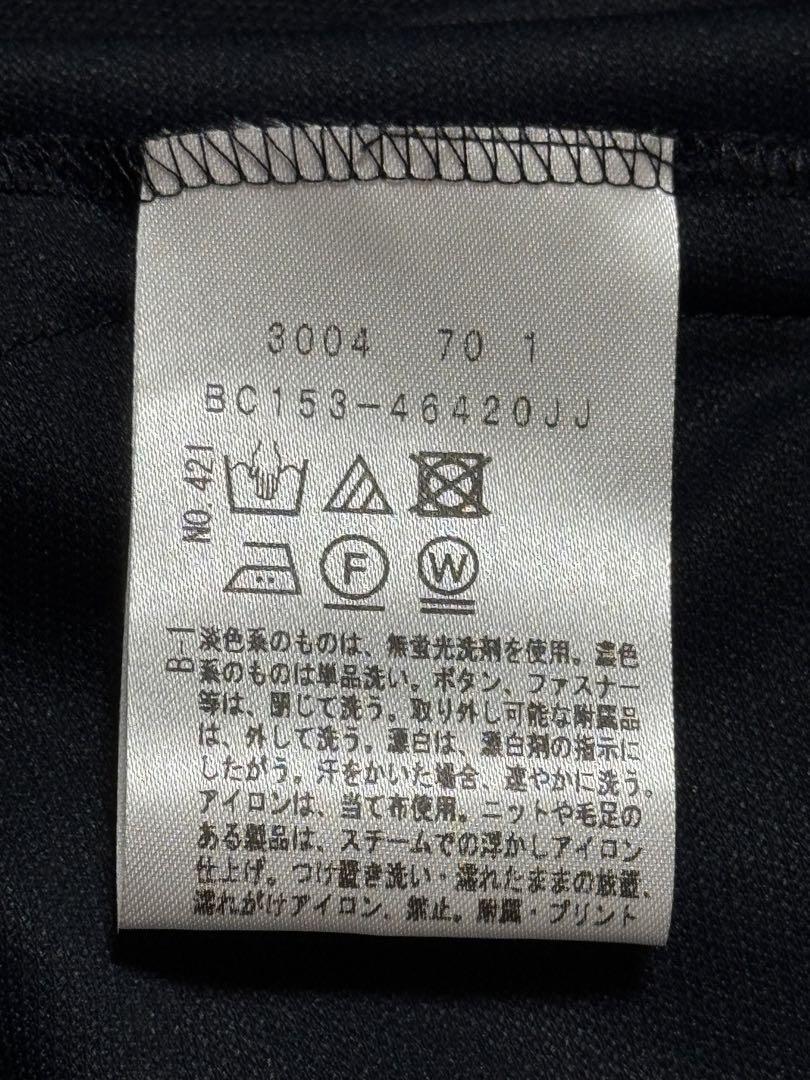 3004 70 1
BC153-46420JJ
NO.421
F W
B-1
淡色系のものは、無蛍光洗剤を使用。濃色
系のものは単品洗い。ボタン、ファスナー
等は、閉じて洗う。取り外し可能な附属品
は、外して洗う。漂白は、漂白剤の指示に
したがう。汗をかいた場合、速やかに洗う。
アイロンは、当て布使用。ニットや毛足の
ある製品は、スチームでの浮かしアイロン
仕上げ。つけ置き洗い・濡れたままの放置、
濡れがけアイロン、禁止。附属・プリント